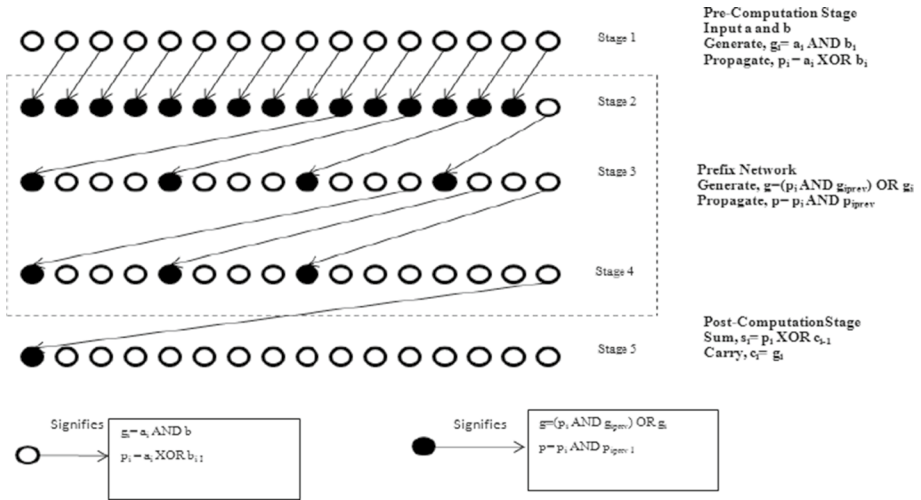 Pre-Computation Stage
Input a and b
Stage 1
Generate, gᵢ= aᵢ AND bᵢ
Propagate, pᵢ= aᵢ XOR bᵢ
Stage 2
Prefix Network
Stage 3
Generate, g=(pᵢ AND gᵢₚᵣₑᵥ) OR gᵢ
Propagate, p= pᵢ AND pᵢₚᵣₑᵥ
Stage 4
Post-ComputationStage
Sum, sᵢ= pᵢ XOR cᵢ₋₁
Carry, cᵢ= gᵢ
Stage 5
Signifies
gᵢ= aᵢ AND b
pᵢ= aᵢ XOR bᵢ ₁
Signifies
g=(pᵢ AND gᵢₚᵣₑᵥ) OR gᵢ
p= pᵢ AND pᵢₚᵣₑᵥ ₁